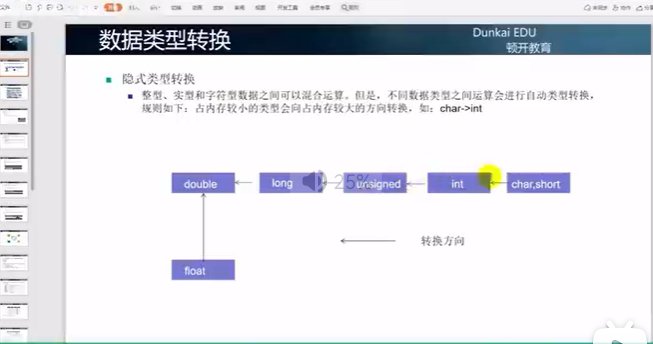 数据类型转换
Dunkai EDU
顿开教育
隐式类型转换
整型、实型和字符型数据之间可以混合运算。但是，不同数据类型之间运算会进行自动类型转换，
规则如下：占内存较小的类型会向占内存较大的方向转换，如：char->int
double
long
unsigned
int
char,short
25%
转换方向
float